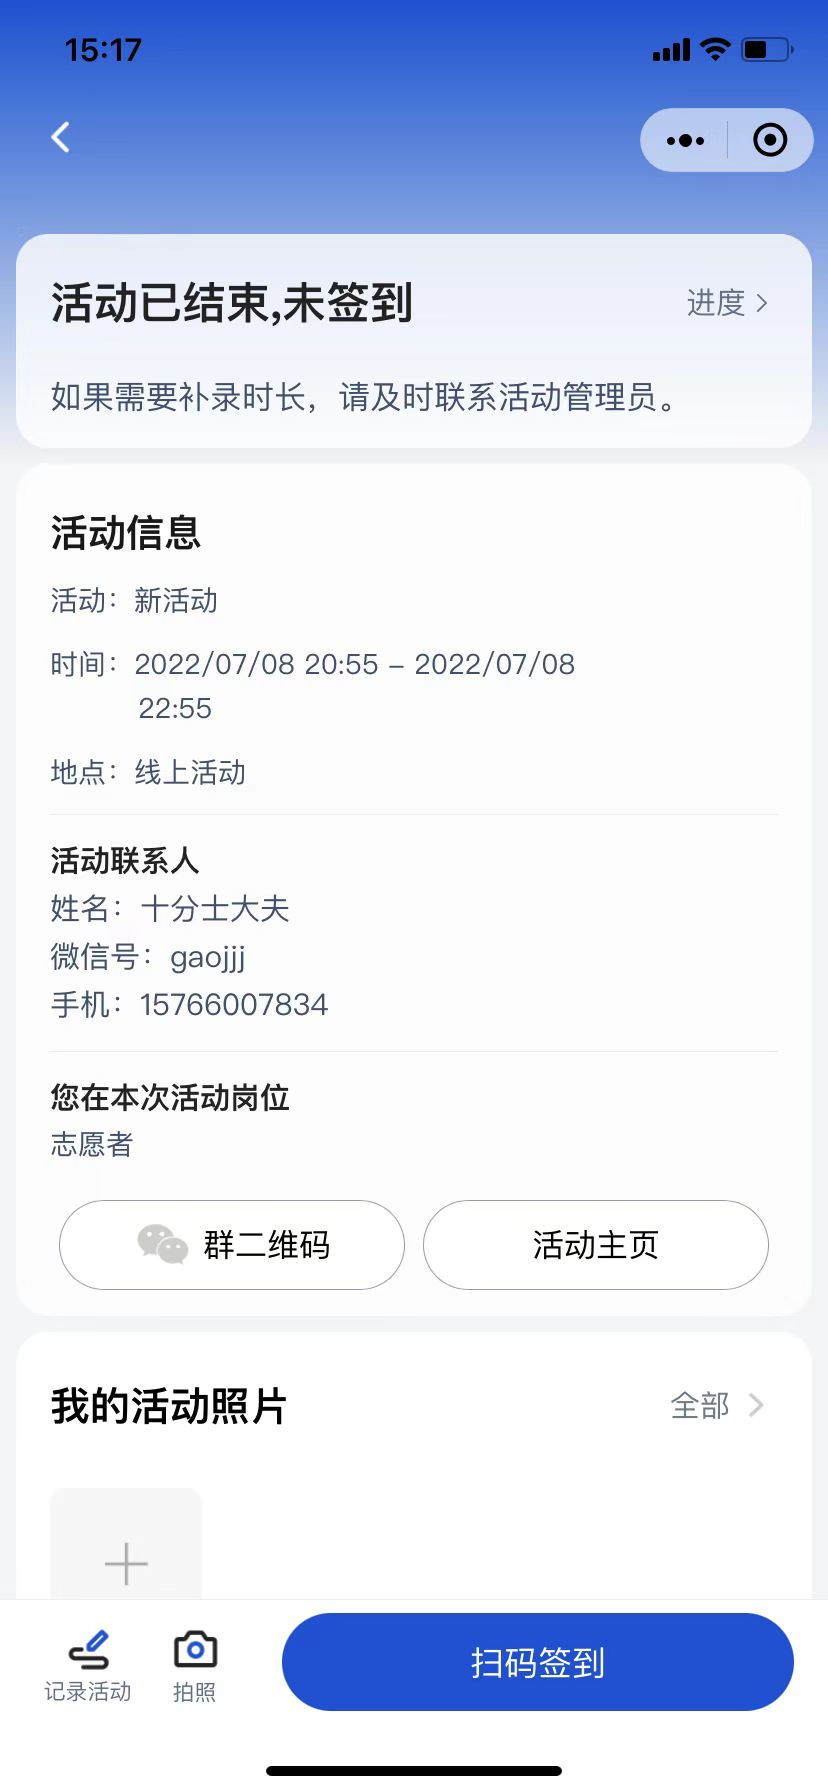 15:17
活动已结束,未签到
进度
如果需要补录时长，请及时联系活动管理员。
活动信息
活动：新活动
时间：2022/07/08 20:55 – 2022/07/08
22:55
地点：线上活动
活动联系人
姓名：十分士大夫
微信号：gaojjj
手机：15766007834
您在本次活动岗位
志愿者
群二维码
活动主页
我的活动照片
全部
记录活动
拍照
扫码签到